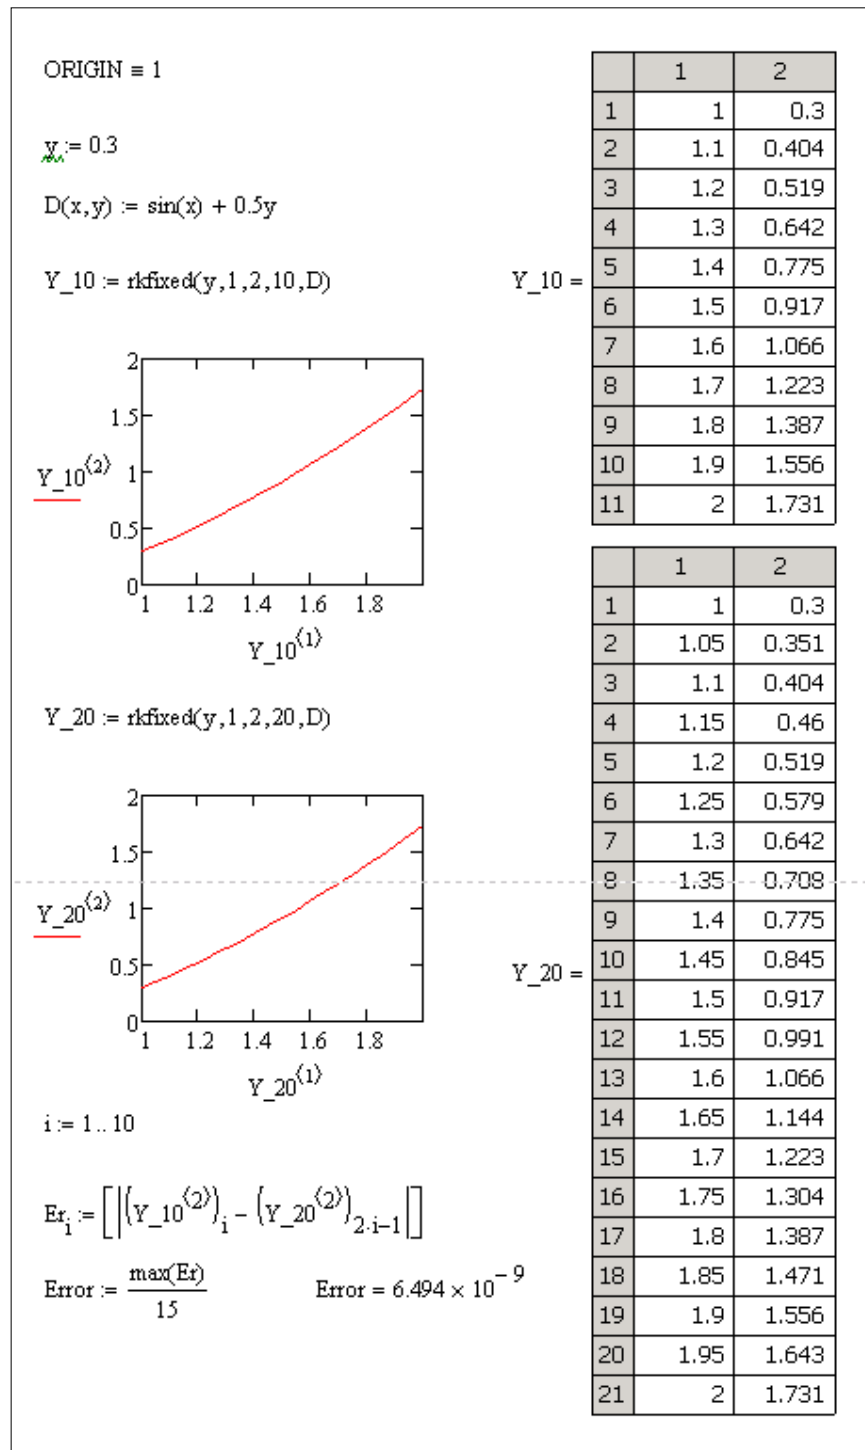 ORIGIN ≡ 1
y := 0.3
D(x,y) := sin(x) + 0.5y
Y_10 := rkfixed(y,1,2,10,D)
2
1.5
1
0.5
0
1 1.2 1.4 1.6 1.8
Y_10⟨2⟩
Y_10⟨1⟩
Y_10 =
1 2
1 1 0.3
2 1.1 0.404
3 1.2 0.519
4 1.3 0.642
5 1.4 0.775
6 1.5 0.917
7 1.6 1.066
8 1.7 1.223
9 1.8 1.387
10 1.9 1.556
11 2 1.731
Y_20 := rkfixed(y,1,2,20,D)
2
1.5
1
0.5
0
1 1.2 1.4 1.6 1.8
Y_20⟨2⟩
Y_20⟨1⟩
Y_20 =
1 2
1 1 0.3
2 1.05 0.351
3 1.1 0.404
4 1.15 0.46
5 1.2 0.519
6 1.25 0.579
7 1.3 0.642
8 1.35 0.708
9 1.4 0.775
10 1.45 0.845
11 1.5 0.917
12 1.55 0.991
13 1.6 1.066
14 1.65 1.144
15 1.7 1.223
16 1.75 1.304
17 1.8 1.387
18 1.85 1.471
19 1.9 1.556
20 1.95 1.643
21 2 1.731
i := 1 .. 10
Er_i := [|(Y_10⟨2⟩)_i − (Y_20⟨2⟩)_2·i−1|]
Error := max(Er)/15 Error = 6.494 × 10^−9